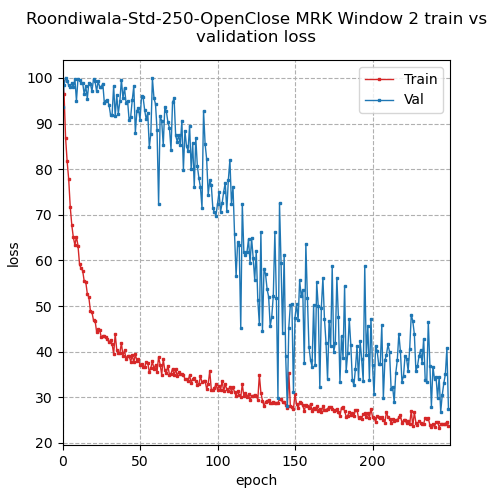 Roondiwala-Std-250-OpenClose MRK Window 2 train vs
validation loss
Train
Val
100
90
80
70
60
50
40
30
20
loss
0 50 100 150 200
epoch